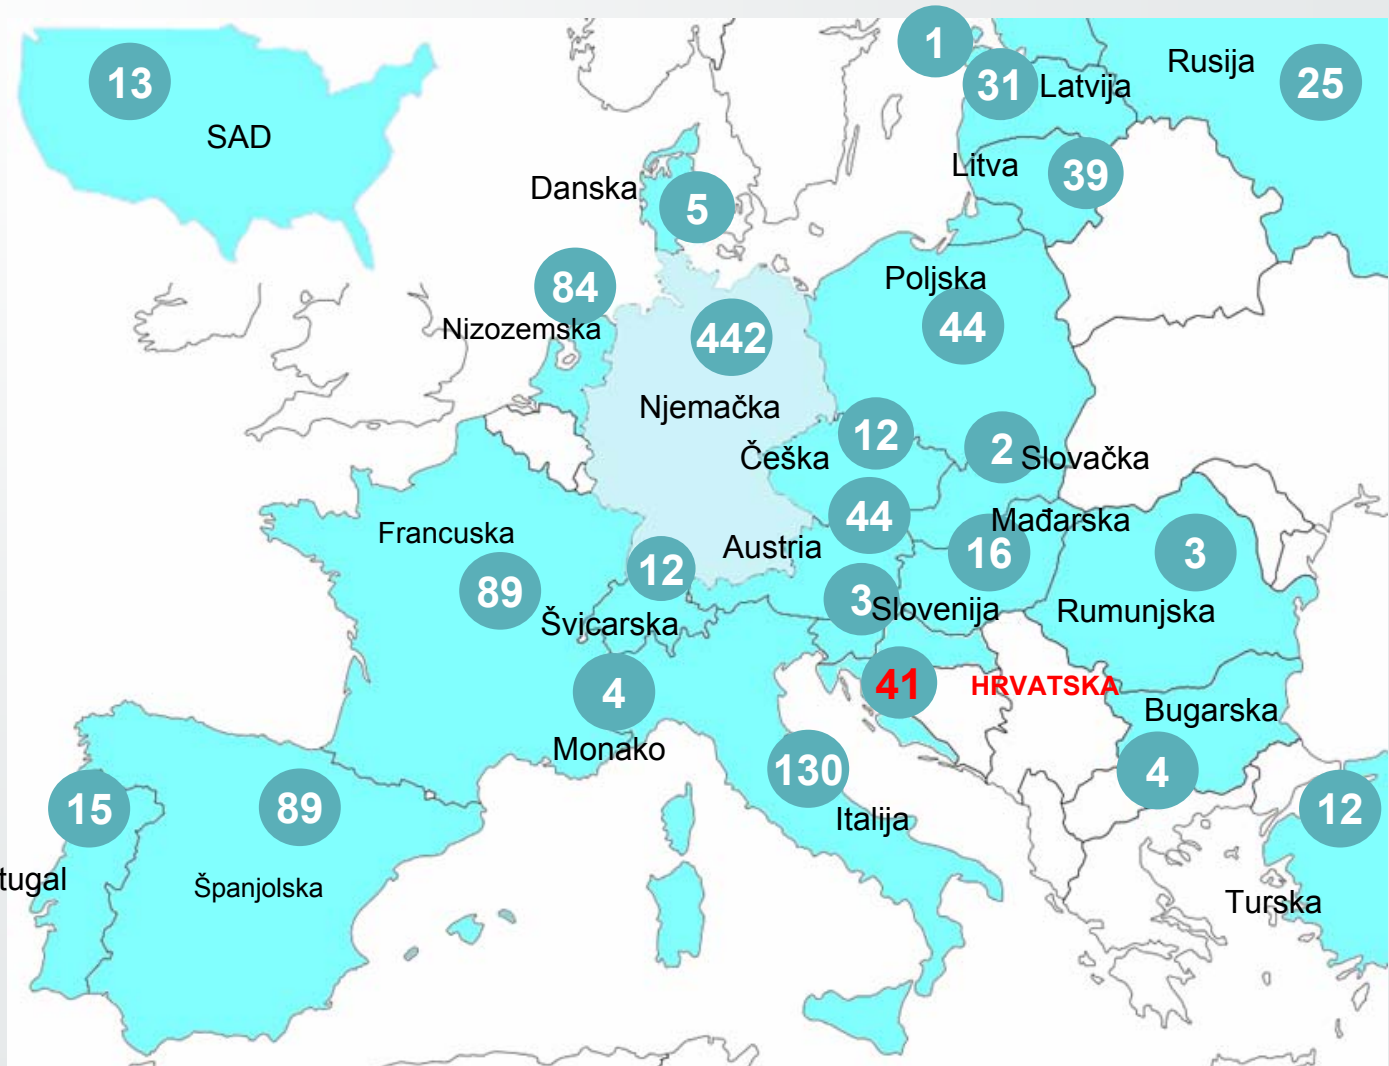 1
13
31
Rusija
25
Latvija
SAD
Litva
39
Danska
5
Poljska
84
Nizozemska
442
44
Njemačka
12
Češka
2
Slovačka
44
Mađarska
Francuska
Austria
16
3
12
89
3
Slovenija
Rumunjska
Švicarska
41
HRVATSKA
4
Bugarska
Monako
130
4
15
89
12
Italija
tugal
Španjolska
Turska